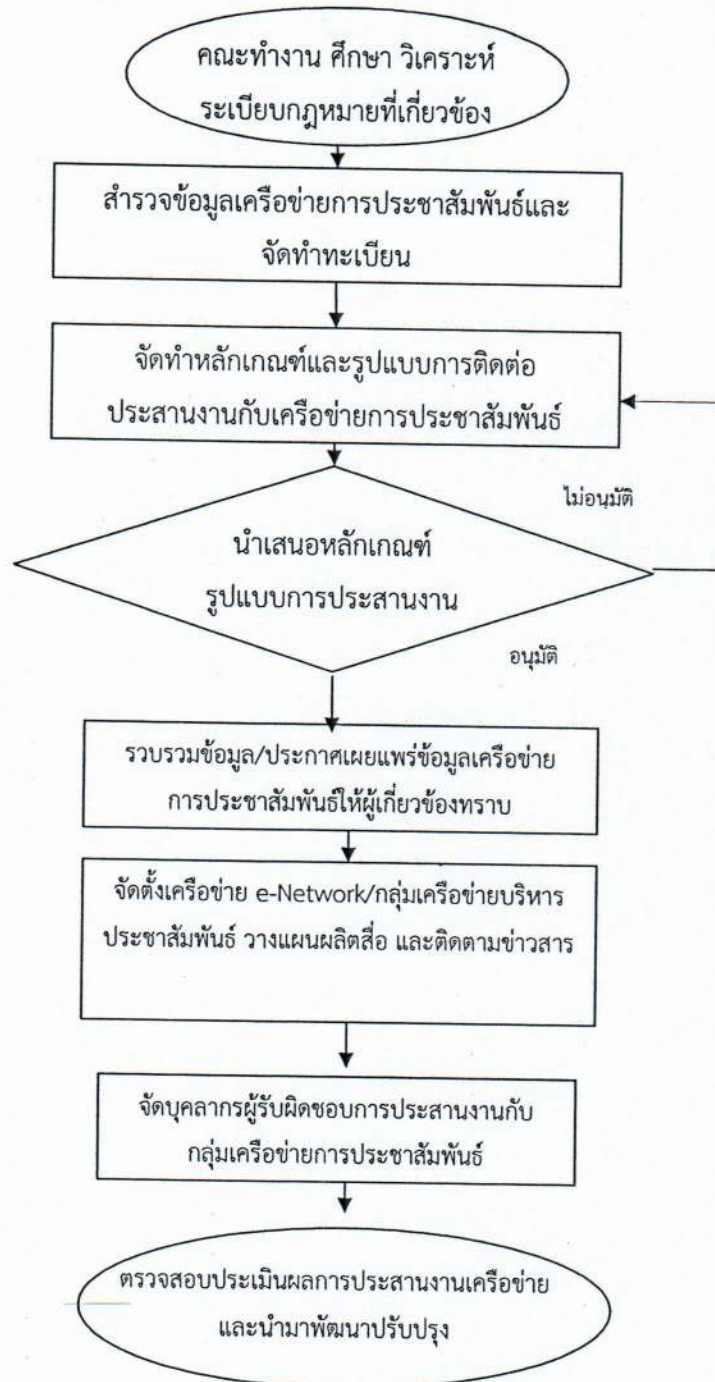 คณะทำงาน ศึกษา วิเคราะห์
ระเบียบกฎหมายที่เกี่ยวข้อง
สำรวจข้อมูลเครือข่ายการประชาสัมพันธ์และ
จัดทำทะเบียน
จัดทำหลักเกณฑ์และรูปแบบการติดต่อ
ประสานงานกับเครือข่ายการประชาสัมพันธ์
ไม่อนุมัติ
นำเสนอหลักเกณฑ์
รูปแบบการประสานงาน
อนุมัติ
รวบรวมข้อมูล/ประกาศเผยแพร่ข้อมูลเครือข่าย
การประชาสัมพันธ์ให้ผู้เกี่ยวข้องทราบ
จัดตั้งเครือข่าย e-Network/กลุ่มเครือข่ายบริหาร
ประชาสัมพันธ์ วางแผนผลิตสื่อ และติดตามข่าวสาร
จัดบุคลากรผู้รับผิดชอบการประสานงานกับ
กลุ่มเครือข่ายการประชาสัมพันธ์
ตรวจสอบประเมินผลการประสานงานเครือข่าย
และนำมาพัฒนาปรับปรุง